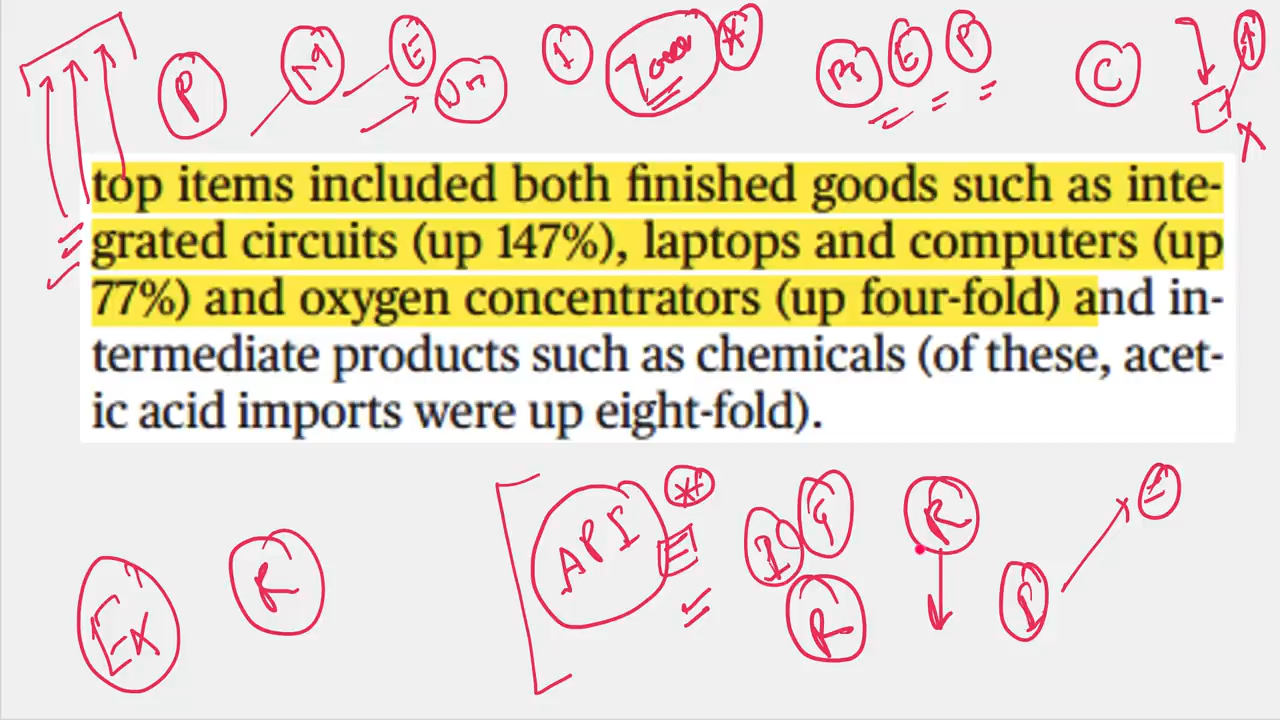 P E I
B E P C A
top items included both finished goods such as inte-
grated circuits (up 147%), laptops and computers (up
77%) and oxygen concentrators (up four-fold) and in-
termediate products such as chemicals (of these, acet-
ic acid imports were up eight-fold).
API E I G R
Ex R R P E